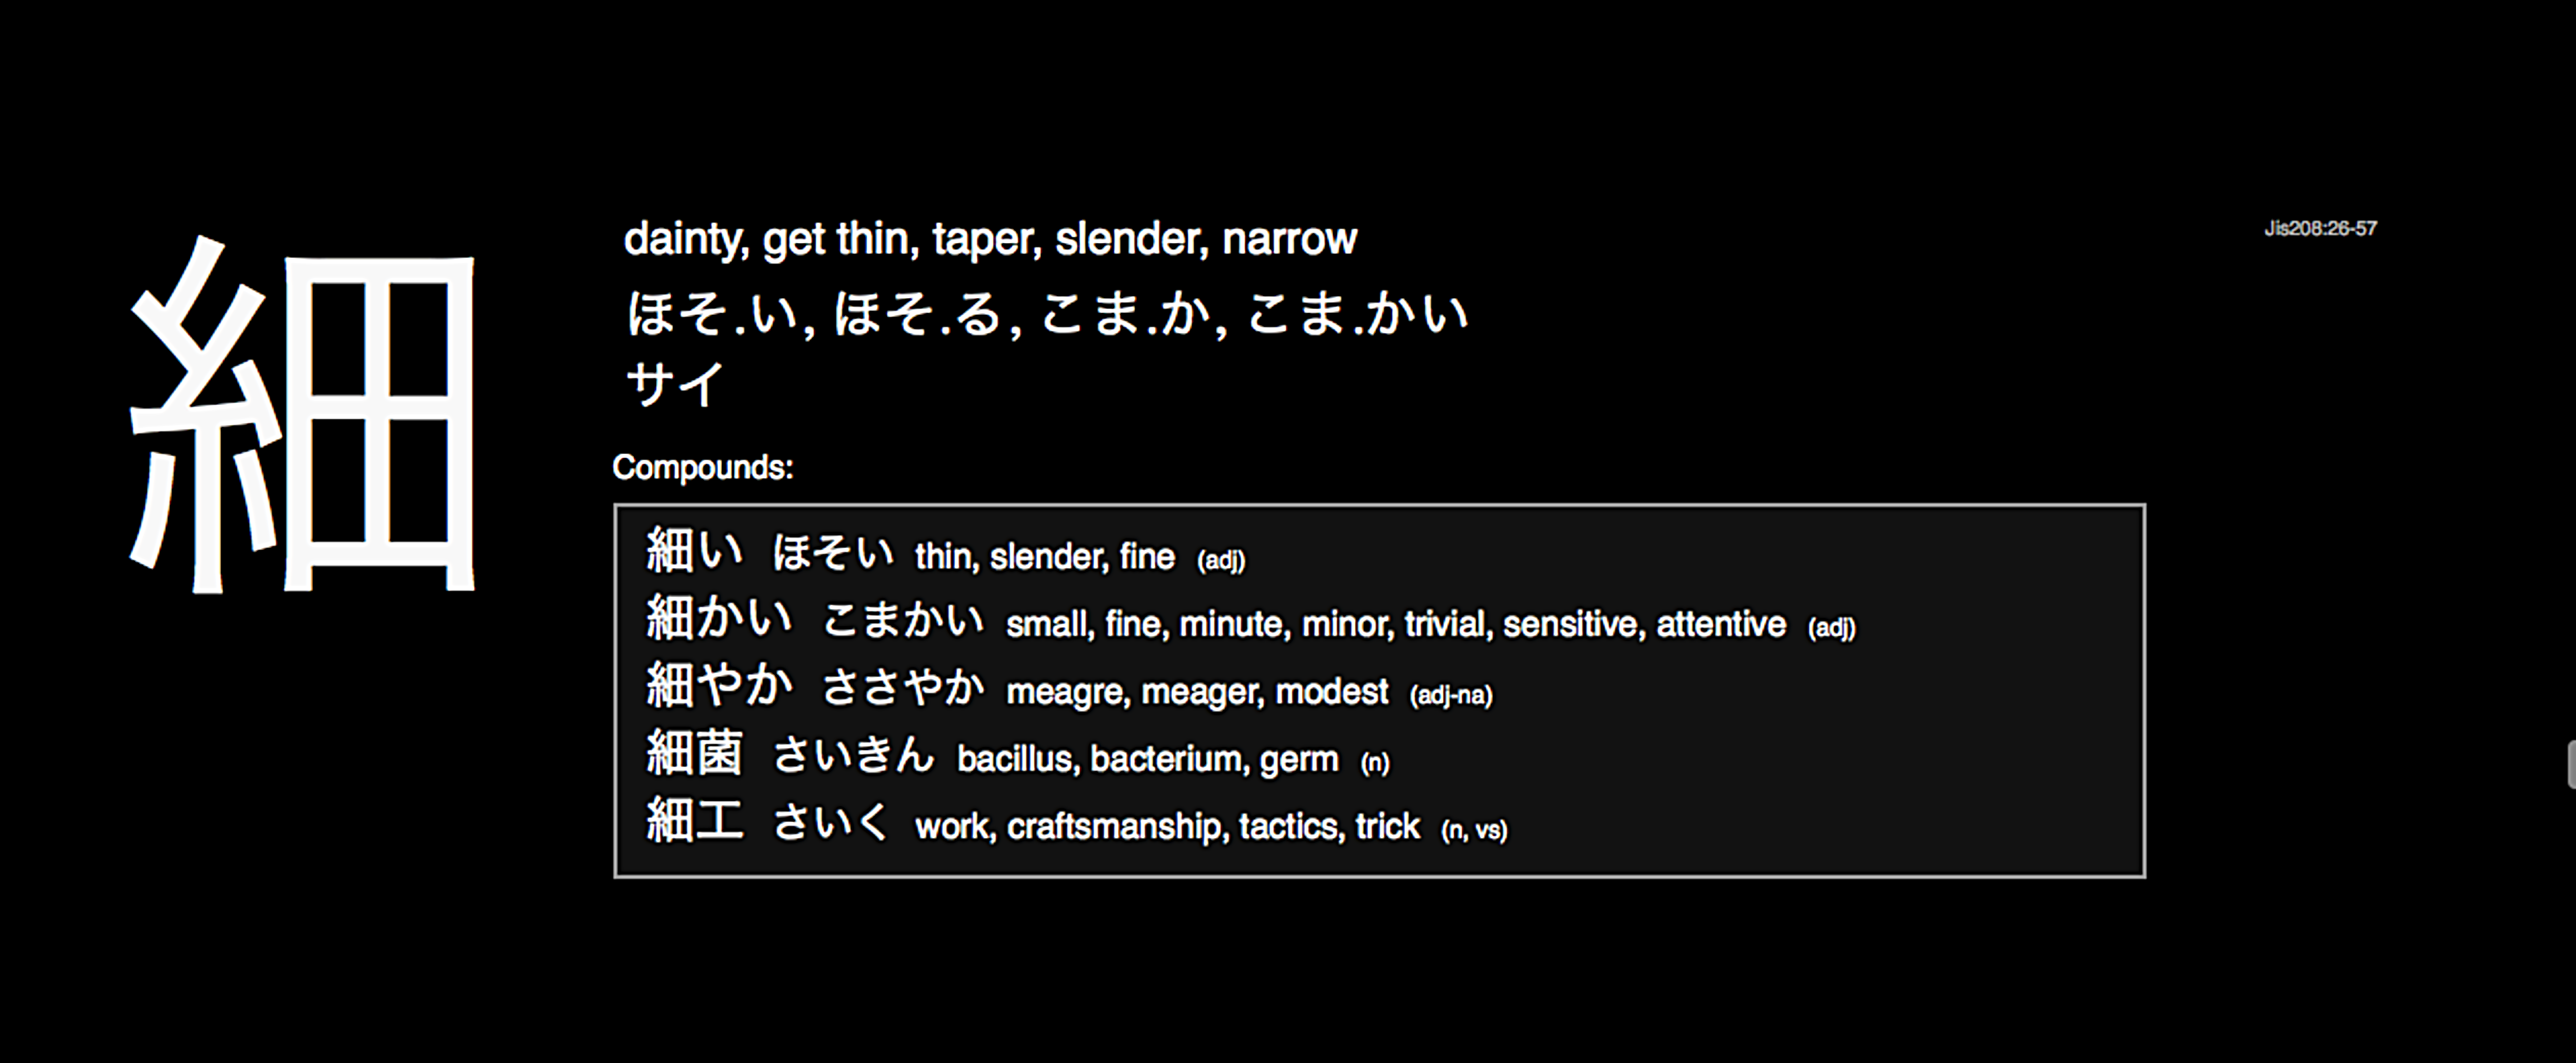 細
dainty, get thin, taper, slender, narrow
Jis208:26-57
ほそ.い, ほそ.る, こま.か, こま.かい
サイ
Compounds:
細い ほそい thin, slender, fine (adj)
細かい こまかい small, fine, minute, minor, trivial, sensitive, attentive (adj)
細やか ささやか meagre, meager, modest (adj-na)
細菌 さいきん bacillus, bacterium, germ (n)
細工 さいく work, craftsmanship, tactics, trick (n, vs)